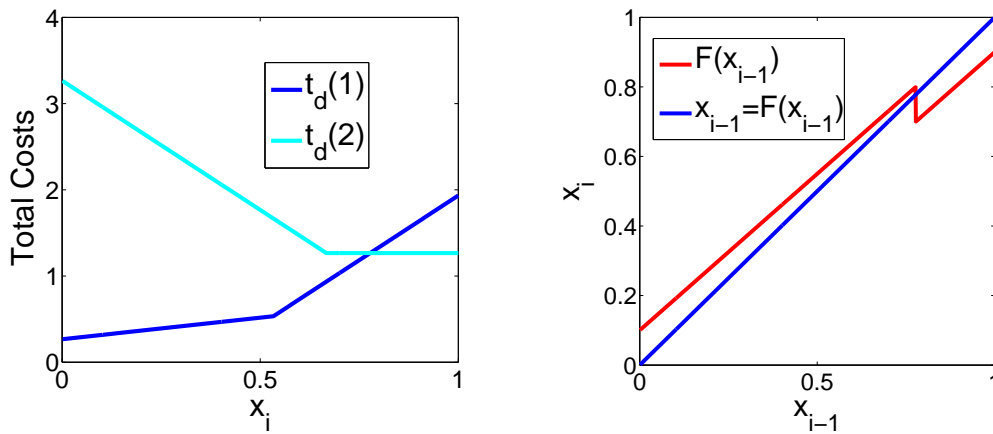 4
3
2
1
0
Total Costs
t_d(1)
t_d(2)
0
0.5
1
x_i
1
0.8
0.6
0.4
0.2
0
x_i
F(x_{i−1})
x_{i−1}=F(x_{i−1})
0
0.5
1
x_{i−1}